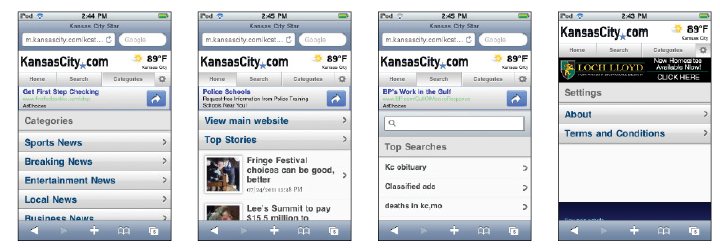 iPod 2:44 PM
Kansas City Star
m.kansascity.com/kcst... Google
KansasCity.com 89°F
Kansas City
Home Search Categories
Get First Step Checking
AdChoices
Categories
Sports News
Breaking News
Entertainment News
Local News
Business News
iPod 2:45 PM
Kansas City Star
m.kansascity.com/kcst... Google
KansasCity.com 89°F
Kansas City
Home Search Categories
Police Schools
Request Free Information from Police Training
Schools Near You!
AdChoices
View main website
Top Stories
Fringe Festival
choices can be good,
better
07/24/2011 12:28 PM
Lee's Summit to pay
$15.5 million to
iPod 2:45 PM
Kansas City Star
m.kansascity.com/kcst... Google
KansasCity.com 89°F
Kansas City
Home Search Categories
BP's Work in the Gulf
AdChoices
Top Searches
Kc obituary
Classified ads
deaths in kc,mo
iPod 2:43 PM
KansasCity.com 89°F
Kansas City
Home Search Categories
LOCH LLOYD
New Homesites
Available Now!
CLICK HERE
Settings
About
Terms and Conditions